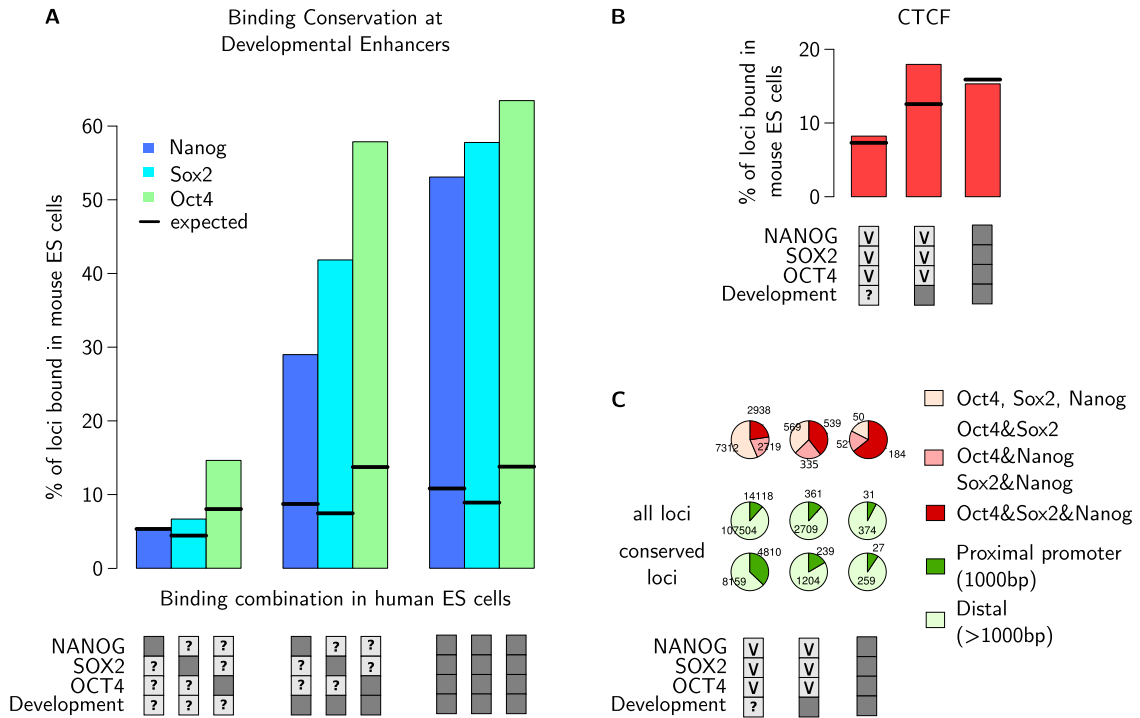 A
Binding Conservation at
Developmental Enhancers
% of loci bound in mouse ES cells
60
50
40
30
20
10
0
Nanog
Sox2
Oct4
expected
Binding combination in human ES cells
NANOG ? ? ? ? ?
SOX2 ? ? ? ?
OCT4 ? ? ? ?
Development ? ? ?
B
CTCF
% of loci bound in
mouse ES cells
20
10
0
NANOG V V
SOX2 V V
OCT4 V V
Development ?
C
2938
2719
7312
569
539
335
50
52
184
all loci
14118
107504
361
2709
31
374
conserved
loci
4810
8159
239
1204
27
259
Oct4, Sox2, Nanog
Oct4&Sox2
Oct4&Nanog
Sox2&Nanog
Oct4&Sox2&Nanog
Proximal promoter
(1000bp)
Distal
(>1000bp)
NANOG V V
SOX2 V V
OCT4 V V
Development ?